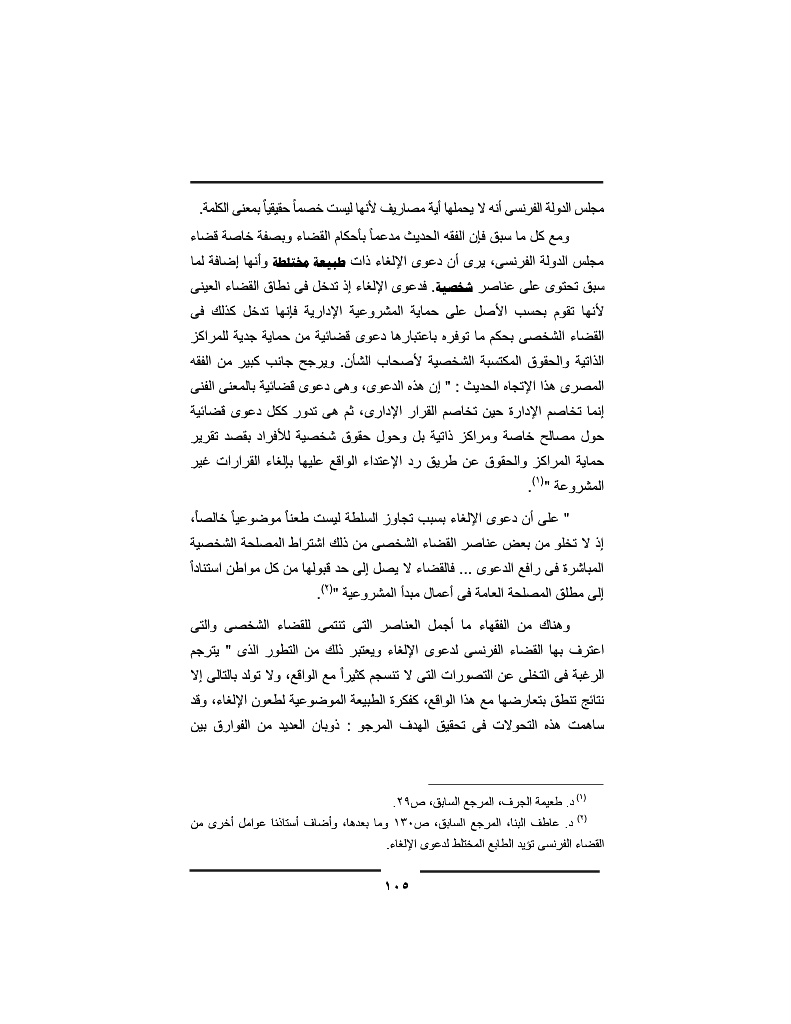 مجلس الدولة الفرنسى أنه لا يحملها أية مصاريف لأنها ليست خصماً حقيقياً بمعنى الكلمة.
ومع كل ما سبق فإن الفقه الحديث مدعماً بأحكام القضاء وبصفة خاصة قضاء
مجلس الدولة الفرنسى، يرى أن دعوى الإلغاء ذات طبيعة مختلطة وأنها إضافة لما
سبق تحتوى على عناصر شخصية. فدعوى الإلغاء إذ تدخل فى نطاق القضاء العينى
لأنها تقوم بحسب الأصل على حماية المشروعية الإدارية فإنها تدخل كذلك فى
القضاء الشخصى بحكم ما توفره باعتبارها دعوى قضائية من حماية جدية للمراكز
الذاتية والحقوق المكتسبة الشخصية لأصحاب الشأن. ويرجح جانب كبير من الفقه
المصرى هذا الإتجاه الحديث : " إن هذه الدعوى، وهى دعوى قضائية بالمعنى الفنى
إنما تخاصم الإدارة حين تخاصم القرار الإدارى، ثم هى تدور ككل دعوى قضائية
حول مصالح خاصة ومراكز ذاتية بل وحول حقوق شخصية للأفراد بقصد تقرير
حماية المراكز والحقوق عن طريق رد الإعتداء الواقع عليها بإلغاء القرارات غير
المشروعة "(١).
" على أن دعوى الإلغاء بسبب تجاوز السلطة ليست طعناً موضوعياً خالصاً،
إذ لا تخلو من بعض عناصر القضاء الشخصى من ذلك اشتراط المصلحة الشخصية
المباشرة فى رافع الدعوى ... فالقضاء لا يصل إلى حد قبولها من كل مواطن استناداً
إلى مطلق المصلحة العامة فى أعمال مبدأ المشروعية "(٢).
وهناك من الفقهاء ما أجمل العناصر التى تنتمى للقضاء الشخصى والتى
اعترف بها القضاء الفرنسى لدعوى الإلغاء ويعتبر ذلك من التطور الذى " يترجم
الرغبة فى التخلى عن التصورات التى لا تنسجم كثيراً مع الواقع، ولا تولد بالتالى إلا
نتائج تنطق بتعارضها مع هذا الواقع، كفكرة الطبيعة الموضوعية لطعون الإلغاء، وقد
ساهمت هذه التحولات فى تحقيق الهدف المرجو : ذوبان العديد من الفوارق بين
(١) د. طعيمة الجرف، المرجع السابق، ص٢٩.
(٢) د. عاطف البنا، المرجع السابق، ص١٣٠ وما بعدها، وأضاف أستاذنا عوامل أخرى من
القضاء الفرنسى تؤيد الطابع المختلط لدعوى الإلغاء.
١٠٥